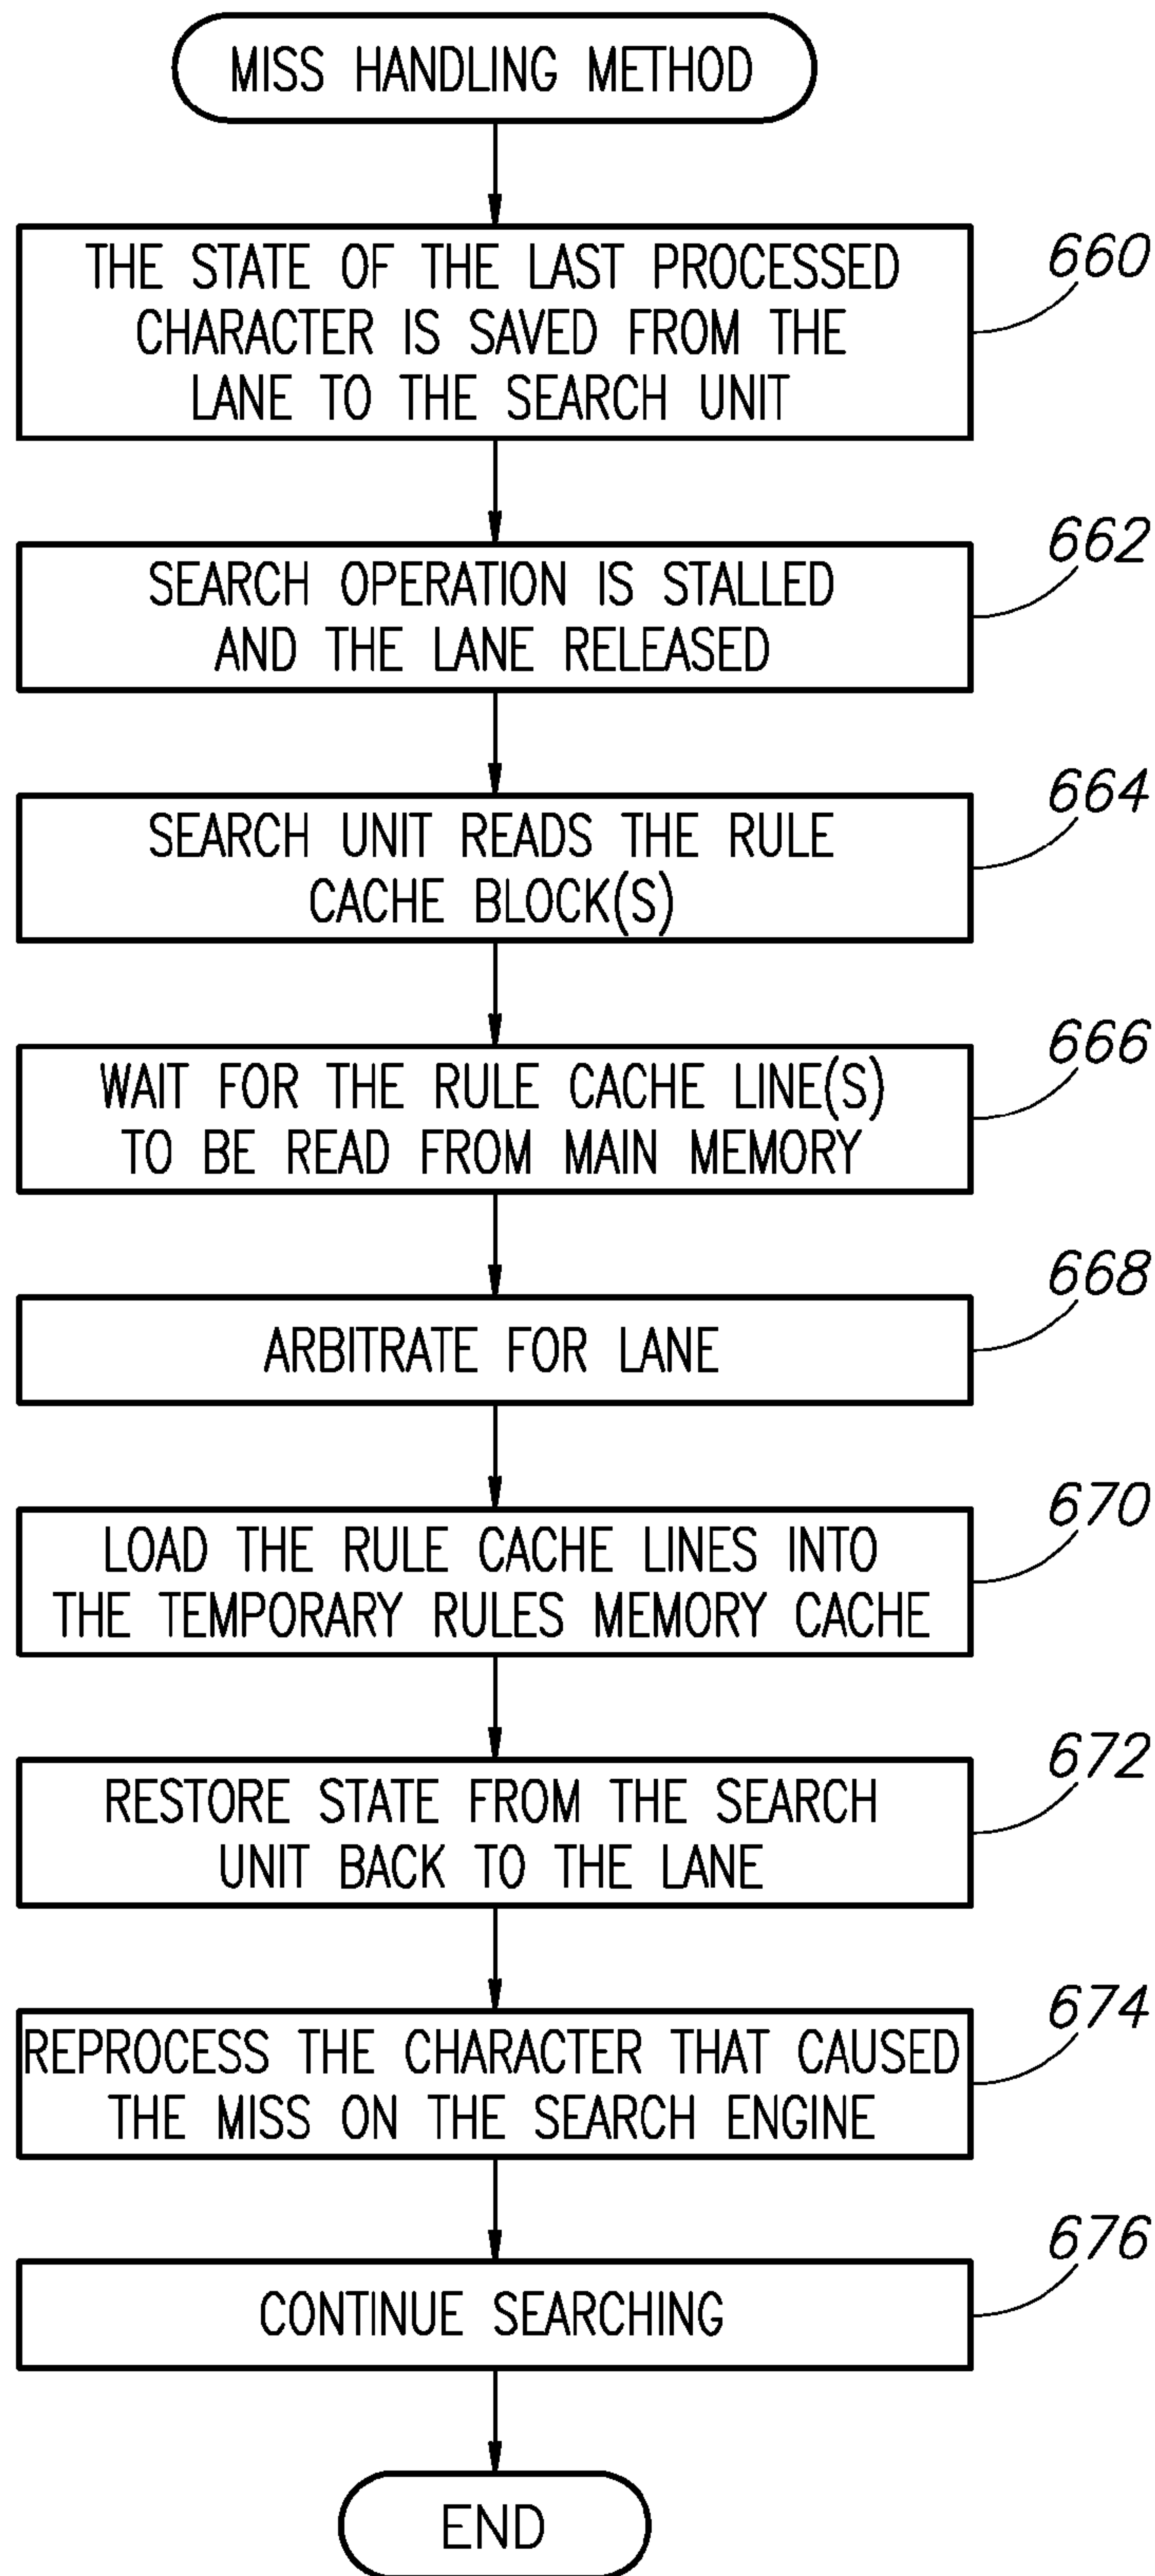 MISS HANDLING METHOD
THE STATE OF THE LAST PROCESSED
CHARACTER IS SAVED FROM THE
LANE TO THE SEARCH UNIT
660
SEARCH OPERATION IS STALLED
AND THE LANE RELEASED
662
SEARCH UNIT READS THE RULE
CACHE BLOCK(S)
664
WAIT FOR THE RULE CACHE LINE(S)
TO BE READ FROM MAIN MEMORY
666
ARBITRATE FOR LANE
668
LOAD THE RULE CACHE LINES INTO
THE TEMPORARY RULES MEMORY CACHE
670
RESTORE STATE FROM THE SEARCH
UNIT BACK TO THE LANE
672
REPROCESS THE CHARACTER THAT CAUSED
THE MISS ON THE SEARCH ENGINE
674
CONTINUE SEARCHING
676
END